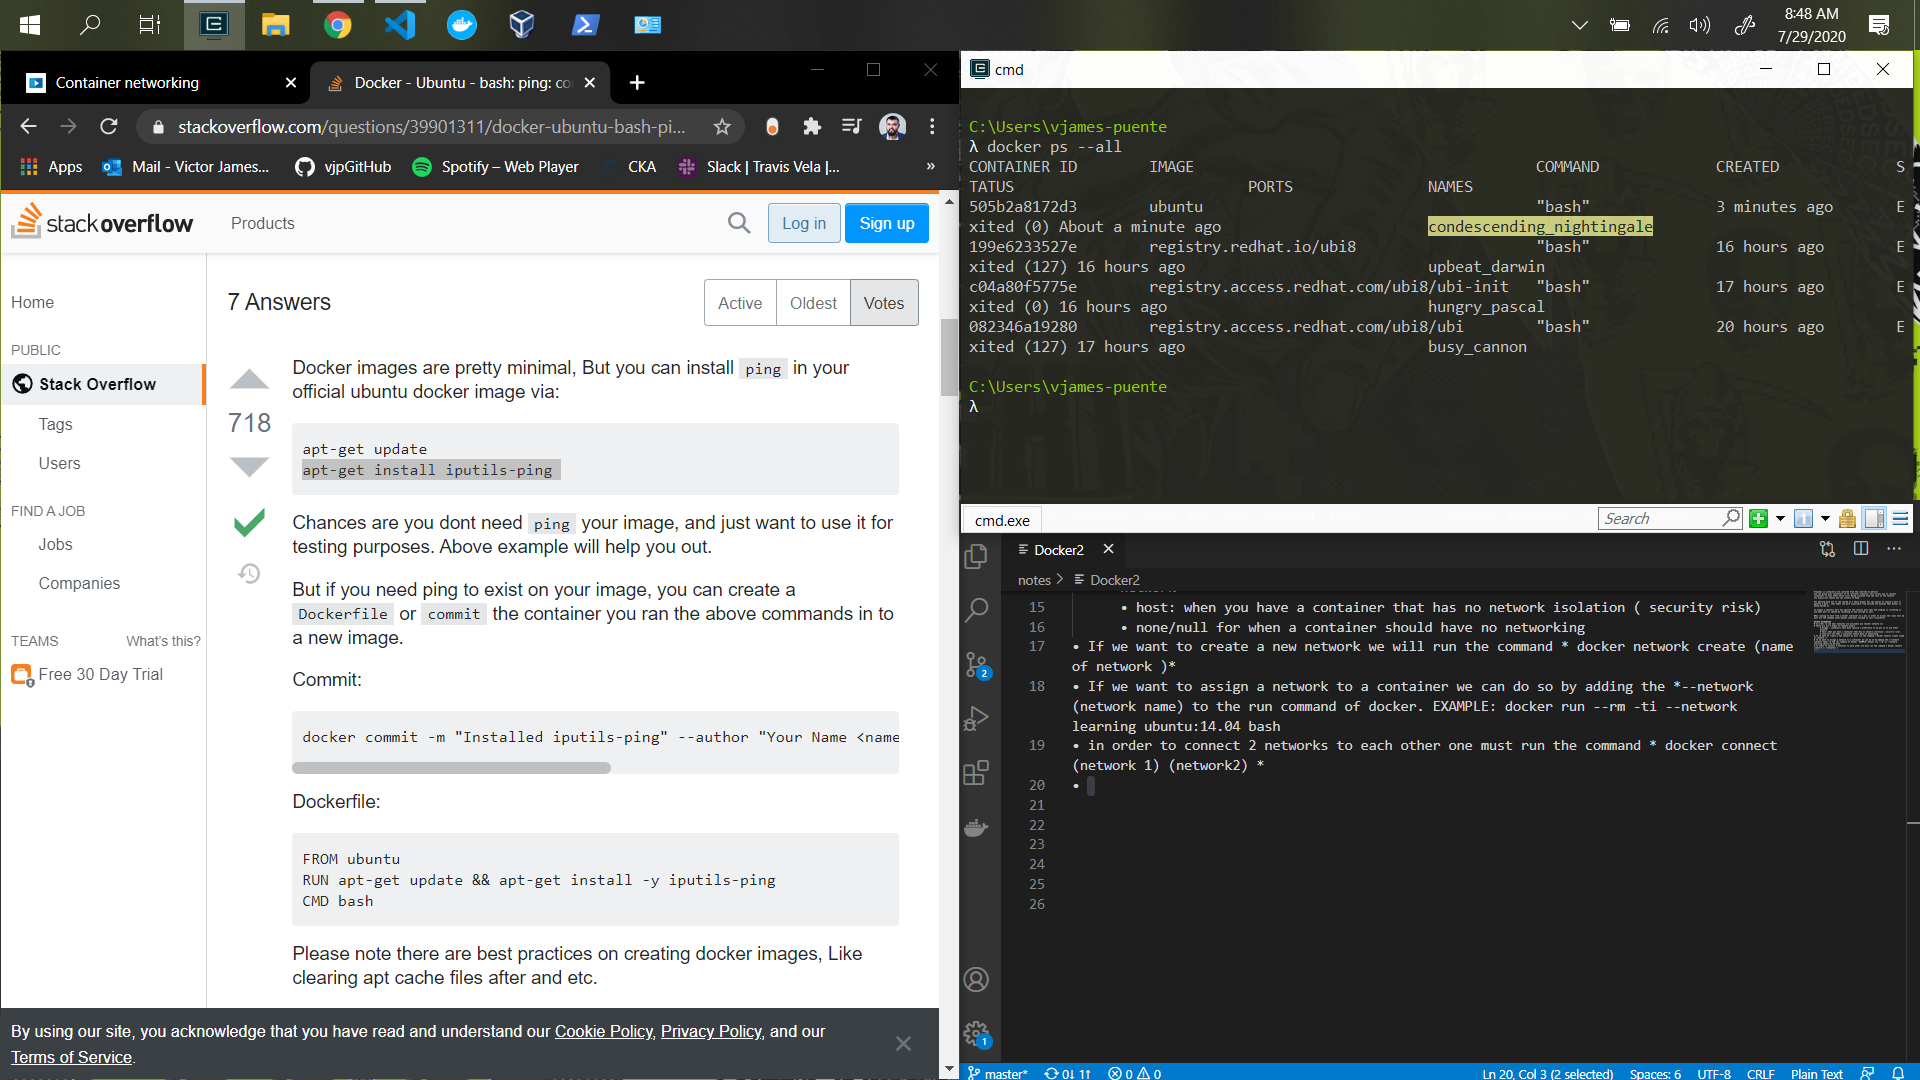 8:48 AM
7/29/2020
Container networking
Docker - Ubuntu - bash: ping: co
stackoverflow.com/questions/39901311/docker-ubuntu-bash-pi...
Apps
Mail - Victor James...
vjpGitHub
Spotify – Web Player
CKA
Slack | Travis Vela |...
»
stackoverflow
Products
Log in
Sign up
Home
PUBLIC
Stack Overflow
Tags
Users
FIND A JOB
Jobs
Companies
TEAMS
What's this?
Free 30 Day Trial
7 Answers
Active
Oldest
Votes
718
Docker images are pretty minimal, But you can install ping in your
official ubuntu docker image via:
apt-get update
apt-get install iputils-ping
Chances are you dont need ping your image, and just want to use it for
testing purposes. Above example will help you out.
But if you need ping to exist on your image, you can create a
Dockerfile or commit the container you ran the above commands in to
a new image.
Commit:
docker commit -m "Installed iputils-ping" --author "Your Name <name
Dockerfile:
FROM ubuntu
RUN apt-get update && apt-get install -y iputils-ping
CMD bash
Please note there are best practices on creating docker images, Like
clearing apt cache files after and etc.
By using our site, you acknowledge that you have read and understand our Cookie Policy, Privacy Policy, and our
Terms of Service.
cmd
C:\Users\vjames-puente
λ docker ps --all
CONTAINER ID IMAGE COMMAND CREATED S
TATUS PORTS NAMES
505b2a8172d3 ubuntu "bash" 3 minutes ago E
xited (0) About a minute ago condescending_nightingale
199e6233527e registry.redhat.io/ubi8 "bash" 16 hours ago E
xited (127) 16 hours ago upbeat_darwin
c04a80f5775e registry.access.redhat.com/ubi8/ubi-init "bash" 17 hours ago E
xited (0) 16 hours ago hungry_pascal
082346a19280 registry.access.redhat.com/ubi8/ubi "bash" 20 hours ago E
xited (127) 17 hours ago busy_cannon
C:\Users\vjames-puente
λ
cmd.exe
Search
1
Docker2
notes > Docker2
15 • host: when you have a container that has no network isolation ( security risk)
16 • none/null for when a container should have no networking
17 • If we want to create a new network we will run the command * docker network create (name
of network )*
18 • If we want to assign a network to a container we can do so by adding the *--network
(network name) to the run command of docker. EXAMPLE: docker run --rm -ti --network
learning ubuntu:14.04 bash
19 • in order to connect 2 networks to each other one must run the command * docker connect
(network 1) (network2) *
20 •
21
22
23
24
25
26
2
1
master* 0↓ 1↑ 0 0
Ln 20, Col 3 (2 selected) Spaces: 6 UTF-8 CRLF Plain Text